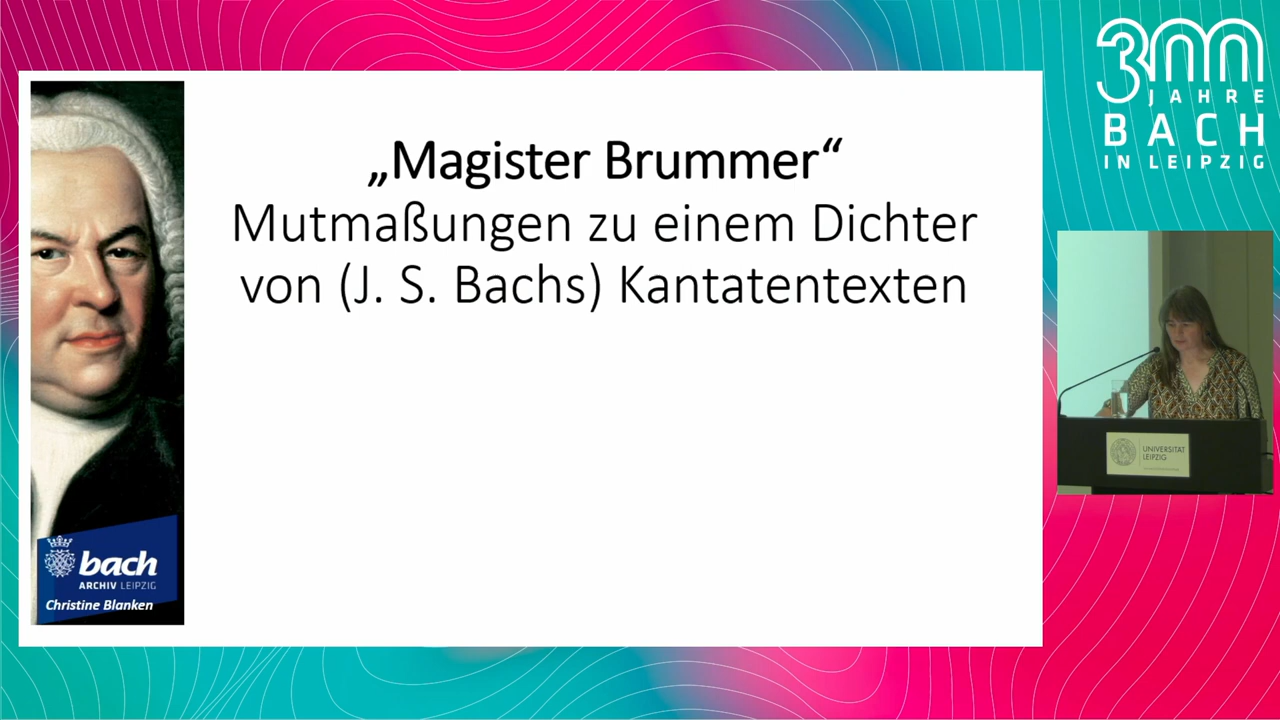 „Magister Brummer“
Mutmaßungen zu einem Dichter
von (J. S. Bachs) Kantatentexten
bach
ARCHIV LEIPZIG
Christine Blanken
300
JAHRE
BACH
IN LEIPZIG
UNIVERSITÄT
LEIPZIG